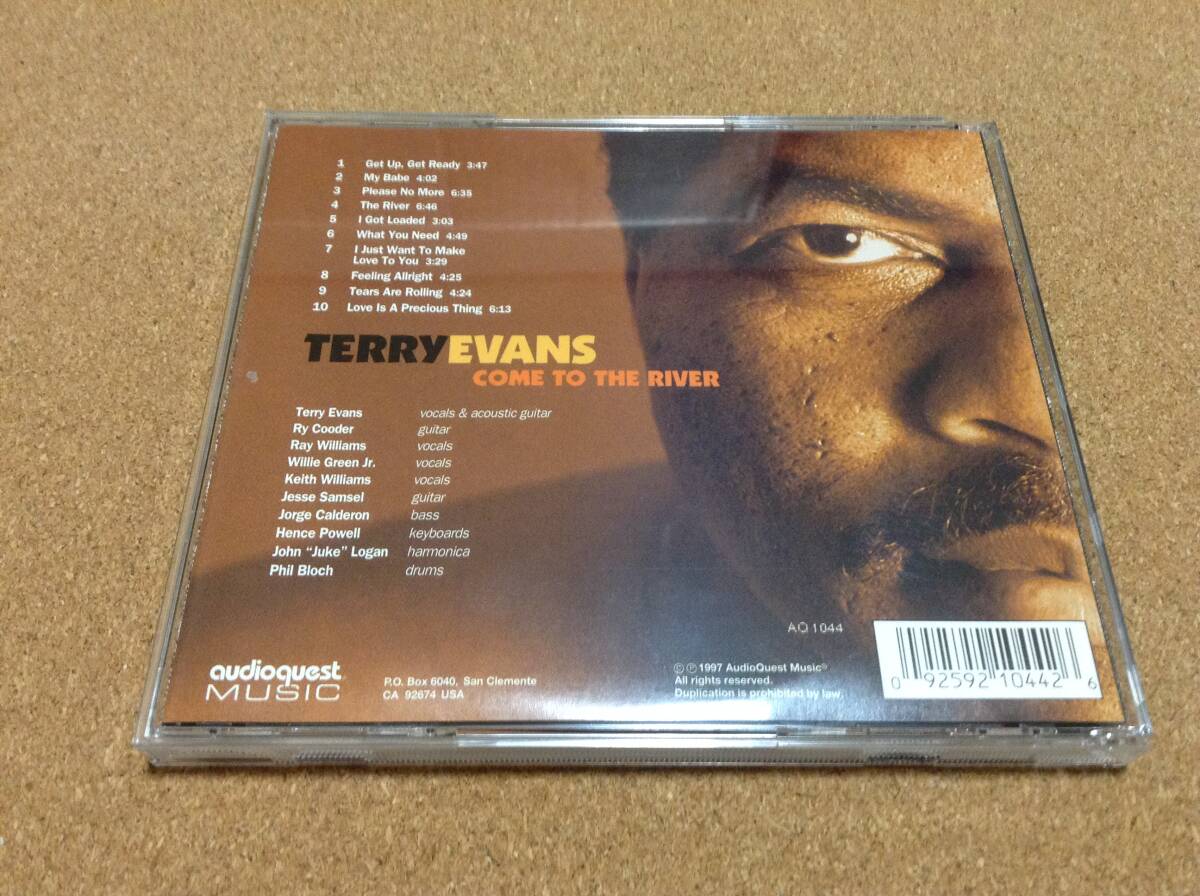 1 Get Up, Get Ready 3:47
2 My Babe 4:02
3 Please No More 6:35
4 The River 6:46
5 I Got Loaded 3:03
6 What You Need 4:49
7 I Just Want To Make
Love To You 3:29
8 Feeling Allright 4:25
9 Tears Are Rolling 4:24
10 Love Is A Precious Thing 6:13
TERRYEVANS
COME TO THE RIVER
Terry Evans vocals & acoustic guitar
Ry Cooder guitar
Ray Williams vocals
Willie Green Jr. vocals
Keith Williams vocals
Jesse Samsel guitar
Jorge Calderon bass
Hence Powell keyboards
John "Juke" Logan harmonica
Phil Bloch drums
AQ 1044
audioquest
MUSIC
P.O. Box 6040, San Clemente
CA 92674 USA
©℗1997 AudioQuest Music®
All rights reserved.
Duplication is prohibited by law.
0 92592 10442 6